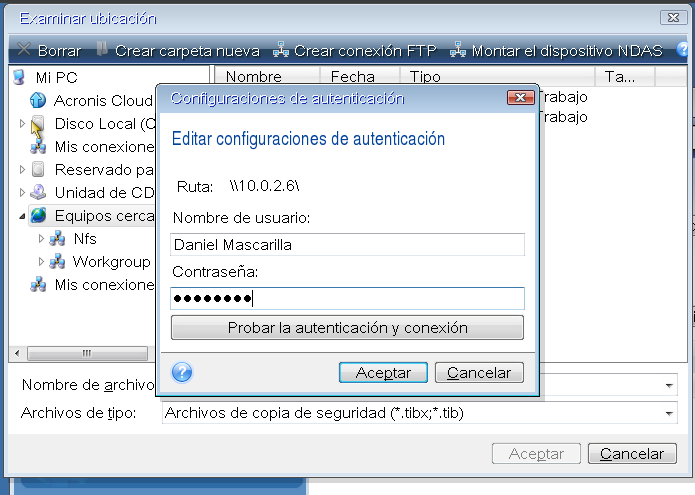 Examinar ubicación
Borrar Crear carpeta nueva Crear conexión FTP Montar el dispositivo NDAS
Mi PC
Acronis Cloud
Disco Local (C
Mis conexione
Reservado pa
Unidad de CD
Equipos cerca
Nfs
Workgroup
Mis conexione
Nombre Fecha Tipo Ta...
Trabajo
Trabajo
Configuraciones de autenticación
Editar configuraciones de autenticación
Ruta: \\10.0.2.6\
Nombre de usuario:
Daniel Mascarilla
Contraseña:
●●●●●●●●
Probar la autenticación y conexión
Aceptar Cancelar
Nombre de archivo
Archivos de tipo: Archivos de copia de seguridad (*.tibx;*.tib)
Aceptar Cancelar